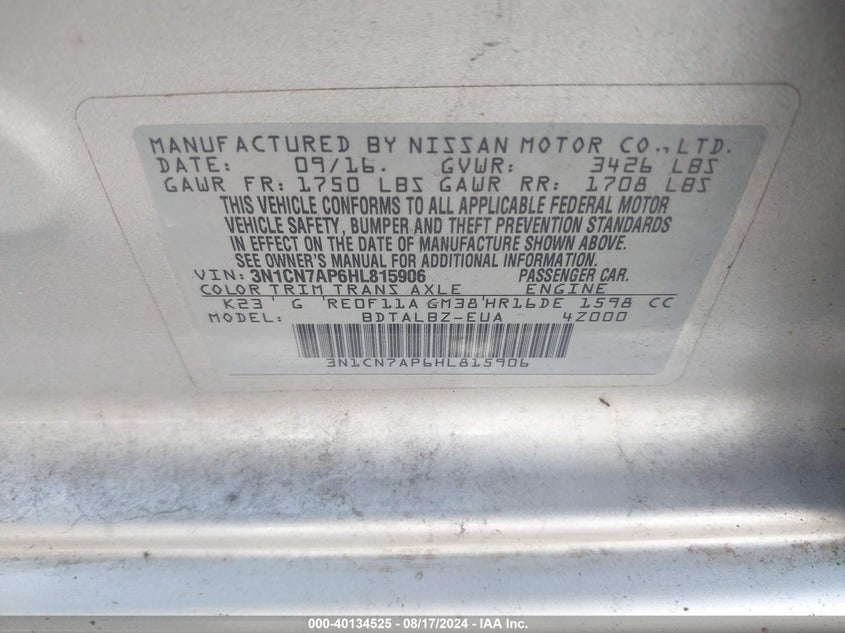 MANUFACTURED BY NISSAN MOTOR CO., LTD.
DATE: 09/16. GVWR: 3426 LBS
GAWR FR: 1750 LBS GAWR RR: 1708 LBS
THIS VEHICLE CONFORMS TO ALL APPLICABLE FEDERAL MOTOR
VEHICLE SAFETY, BUMPER AND THEFT PREVENTION STANDARDS
IN EFFECT ON THE DATE OF MANUFACTURE SHOWN ABOVE.
SEE OWNER'S MANUAL FOR ADDITIONAL INFORMATION.
VIN: 3N1CN7AP6HL815906 PASSENGER CAR.
COLOR TRIM TRANS AXLE ENGINE
K23' G 'RE0F11A GM38'HR16DE 1598 CC
MODEL: BDTALBZ-EUA 4Z000
3N1CN7AP6HL815906
000-40134525 - 08/17/2024 - IAA Inc.